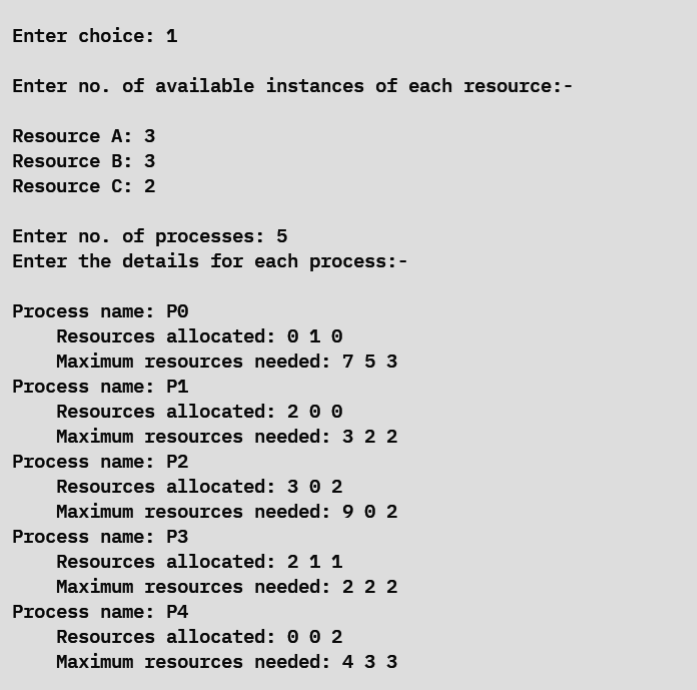 Enter choice: 1
Enter no. of available instances of each resource:-
Resource A: 3
Resource B: 3
Resource C: 2
Enter no. of processes: 5
Enter the details for each process:-
Process name: P0
Resources allocated: 0 1 0
Maximum resources needed: 7 5 3
Process name: P1
Resources allocated: 2 0 0
Maximum resources needed: 3 2 2
Process name: P2
Resources allocated: 3 0 2
Maximum resources needed: 9 0 2
Process name: P3
Resources allocated: 2 1 1
Maximum resources needed: 2 2 2
Process name: P4
Resources allocated: 0 0 2
Maximum resources needed: 4 3 3